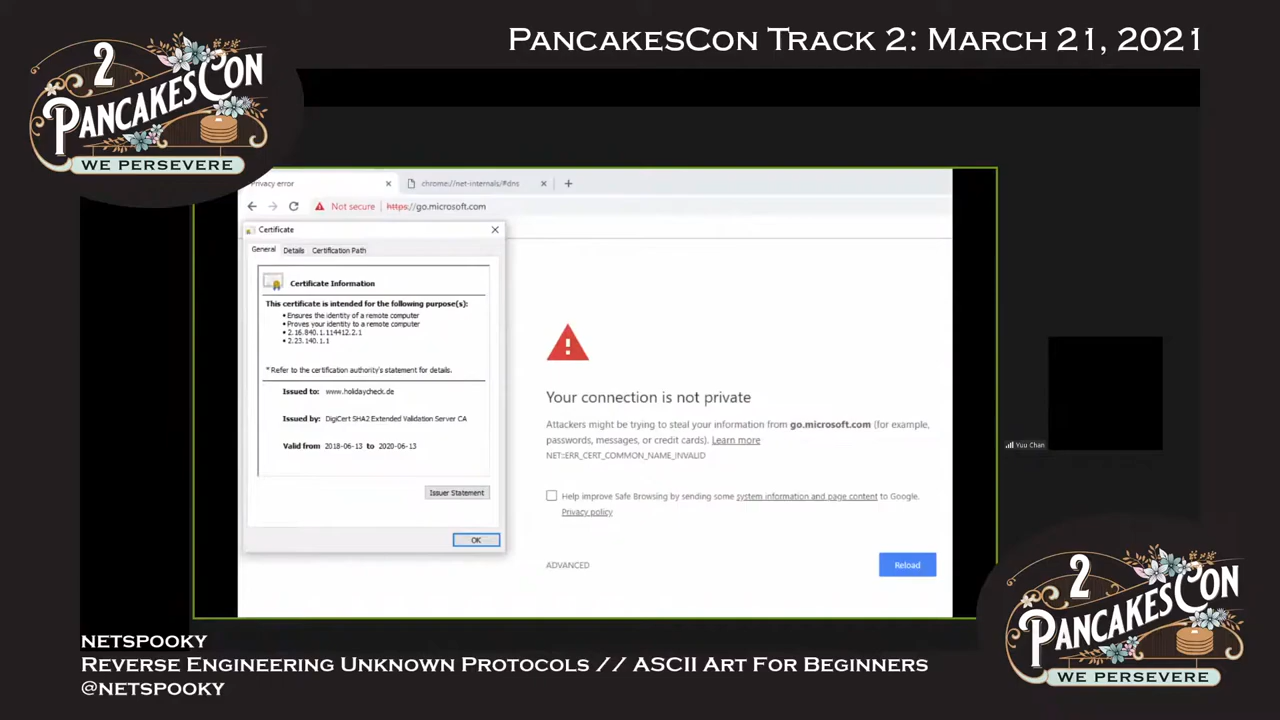 PancakesCon Track 2: March 21, 2021
2
PancakesCon
WE PERSEVERE
Privacy error
chrome://net-internals/#dns
Not secure
https://go.microsoft.com
Certificate
General Details Certification Path
Certificate Information
This certificate is intended for the following purpose(s):
• Ensures the identity of a remote computer
• Proves your identity to a remote computer
• 2.16.840.1.114412.2.1
• 2.23.140.1.1
* Refer to the certification authority's statement for details.
Issued to: www.holidaycheck.de
Issued by: DigiCert SHA2 Extended Validation Server CA
Valid from 2018-06-13 to 2020-06-13
Issuer Statement
OK
Your connection is not private
Attackers might be trying to steal your information from go.microsoft.com (for example,
passwords, messages, or credit cards). Learn more
NET::ERR_CERT_COMMON_NAME_INVALID
Help improve Safe Browsing by sending some system information and page content to Google.
Privacy policy
ADVANCED
Reload
Yuu Chan
NETSPOOKY
Reverse Engineering Unknown Protocols // ASCII Art For Beginners
@NETSPOOKY
2
PancakesCon
WE PERSEVERE